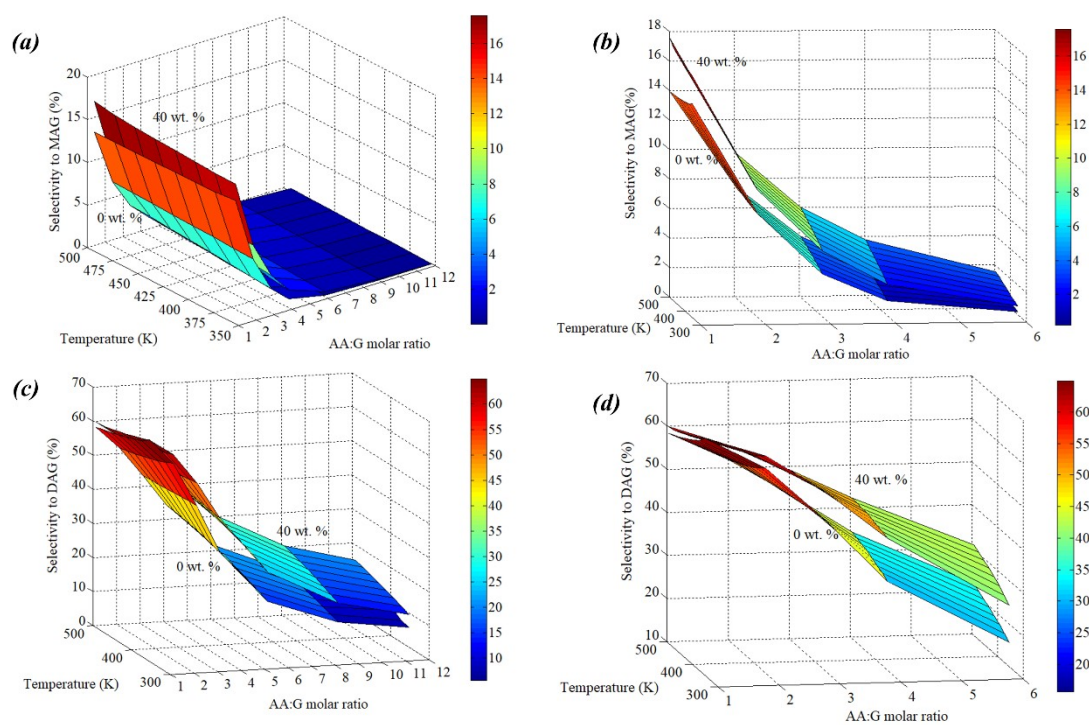 (a)
20
15
10
5
0
Selectivity to MAG (%)
40 wt. %
0 wt. %
500
475
450
425
400
375
350
Temperature (K)
1 2 3 4 5 6 7 8 9 10 11 12
AA:G molar ratio
16
14
12
10
8
6
4
2
(b)
18
16
14
12
10
8
6
4
2
0
Selectivity to MAG(%)
40 wt. %
0 wt. %
500
400
300
Temperature (K)
1 2 3 4 5 6
AA:G molar ratio
16
14
12
10
8
6
4
2
(c)
70
60
50
40
30
20
10
0
Selectivity to DAG (%)
40 wt. %
0 wt. %
500
400
300
Temperature (K)
1 2 3 4 5 6 7 8 9 10 11 12
AA:G molar ratio
60
55
50
45
40
35
30
25
20
15
10
(d)
70
60
50
40
30
20
10
Selectivity to DAG (%)
40 wt. %
0 wt. %
500
400
300
Temperature (K)
1 2 3 4 5 6
AA:G molar ratio
60
55
50
45
40
35
30
25
20